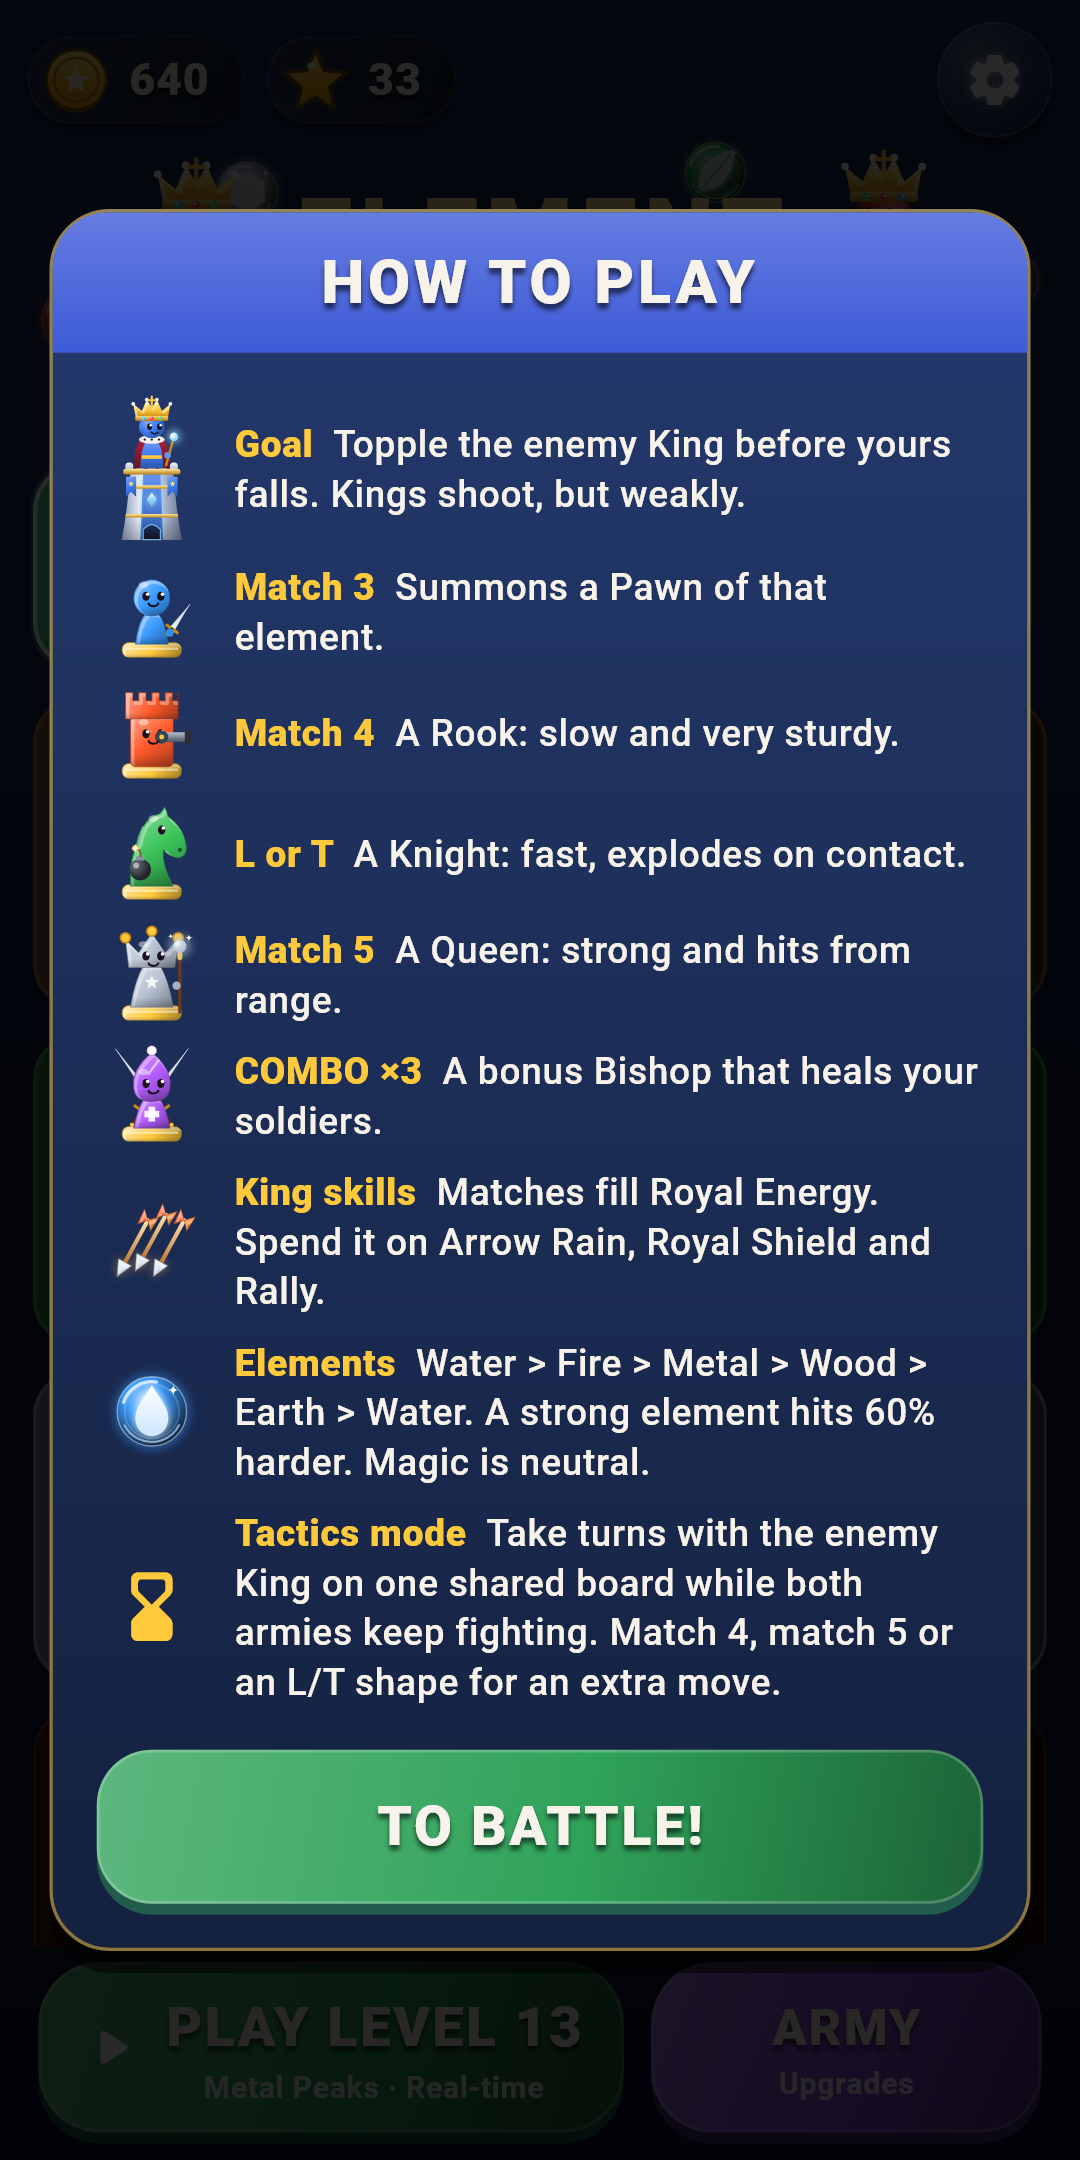 640
33
ELEMENT
HOW TO PLAY
Goal Topple the enemy King before yours
falls. Kings shoot, but weakly.
Match 3 Summons a Pawn of that
element.
Match 4 A Rook: slow and very sturdy.
L or T A Knight: fast, explodes on contact.
Match 5 A Queen: strong and hits from
range.
COMBO ×3 A bonus Bishop that heals your
soldiers.
King skills Matches fill Royal Energy.
Spend it on Arrow Rain, Royal Shield and
Rally.
Elements Water > Fire > Metal > Wood >
Earth > Water. A strong element hits 60%
harder. Magic is neutral.
Tactics mode Take turns with the enemy
King on one shared board while both
armies keep fighting. Match 4, match 5 or
an L/T shape for an extra move.
TO BATTLE!
PLAY LEVEL 13
Metal Peaks · Real-time
ARMY
Upgrades